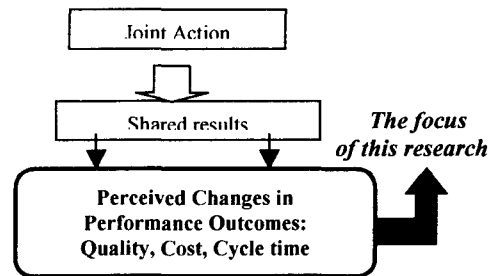 Joint Action
Shared results
The focus
of this research
Perceived Changes in
Performance Outcomes:
Quality, Cost, Cycle time